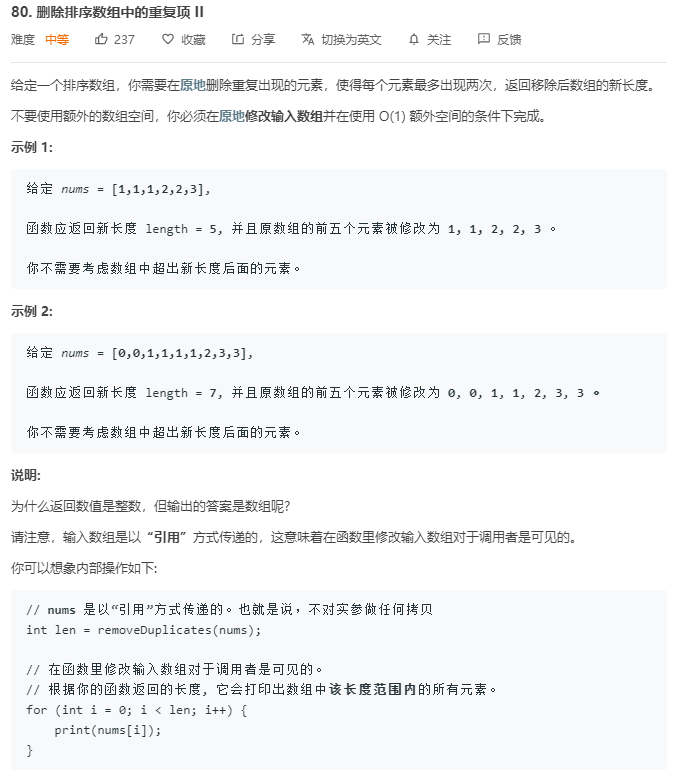 80. 删除排序数组中的重复项 II
难度 中等 237 收藏 分享 切换为英文 关注 反馈
给定一个排序数组，你需要在原地删除重复出现的元素，使得每个元素最多出现两次，返回移除后数组的新长度。
不要使用额外的数组空间，你必须在原地修改输入数组并在使用 O(1) 额外空间的条件下完成。
示例 1:
给定 nums = [1,1,1,2,2,3],
函数应返回新长度 length = 5, 并且原数组的前五个元素被修改为 1, 1, 2, 2, 3 。
你不需要考虑数组中超出新长度后面的元素。
示例 2:
给定 nums = [0,0,1,1,1,1,2,3,3],
函数应返回新长度 length = 7, 并且原数组的前五个元素被修改为 0, 0, 1, 1, 2, 3, 3 。
你不需要考虑数组中超出新长度后面的元素。
说明:
为什么返回数值是整数，但输出的答案是数组呢?
请注意，输入数组是以“引用”方式传递的，这意味着在函数里修改输入数组对于调用者是可见的。
你可以想象内部操作如下:
// nums 是以“引用”方式传递的。也就是说，不对实参做任何拷贝
int len = removeDuplicates(nums);
// 在函数里修改输入数组对于调用者是可见的。
// 根据你的函数返回的长度, 它会打印出数组中该长度范围内的所有元素。
for (int i = 0; i < len; i++) {
    print(nums[i]);
}